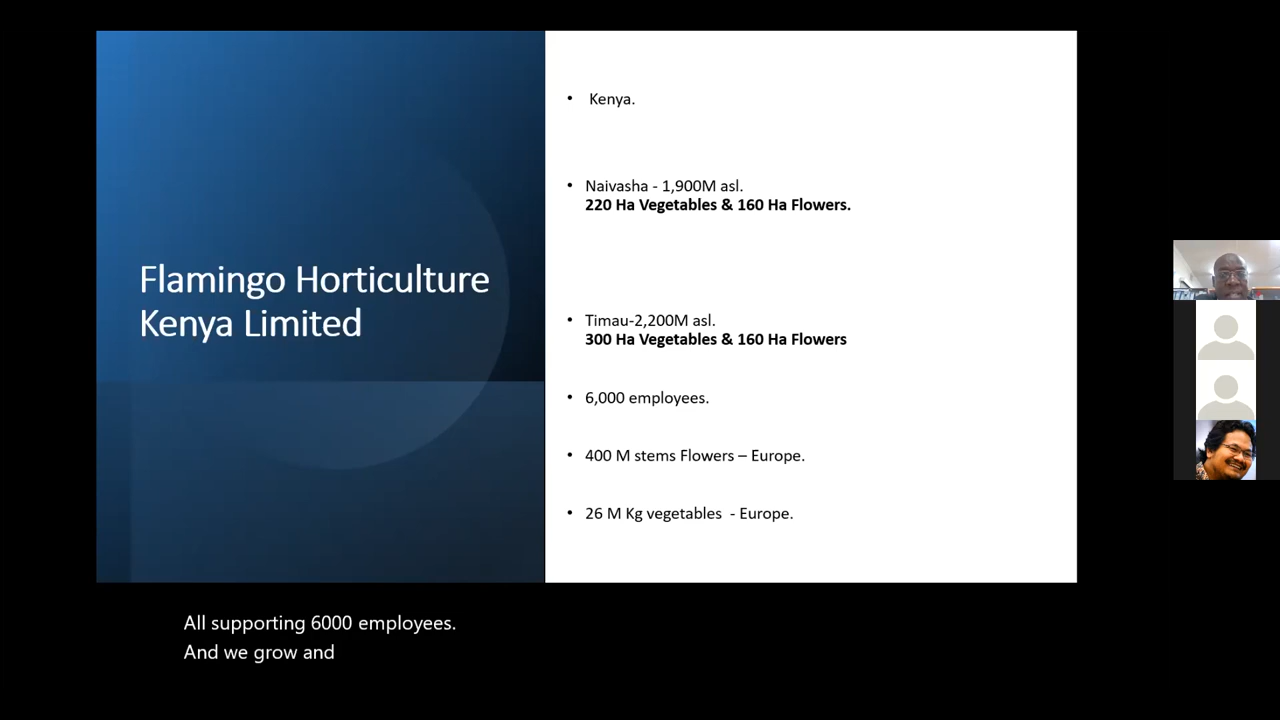 Flamingo Horticulture
Kenya Limited
• Kenya.
• Naivasha - 1,900M asl.
220 Ha Vegetables & 160 Ha Flowers.
• Timau-2,200M asl.
300 Ha Vegetables & 160 Ha Flowers
• 6,000 employees.
• 400 M stems Flowers – Europe.
• 26 M Kg vegetables - Europe.
All supporting 6000 employees.
And we grow and